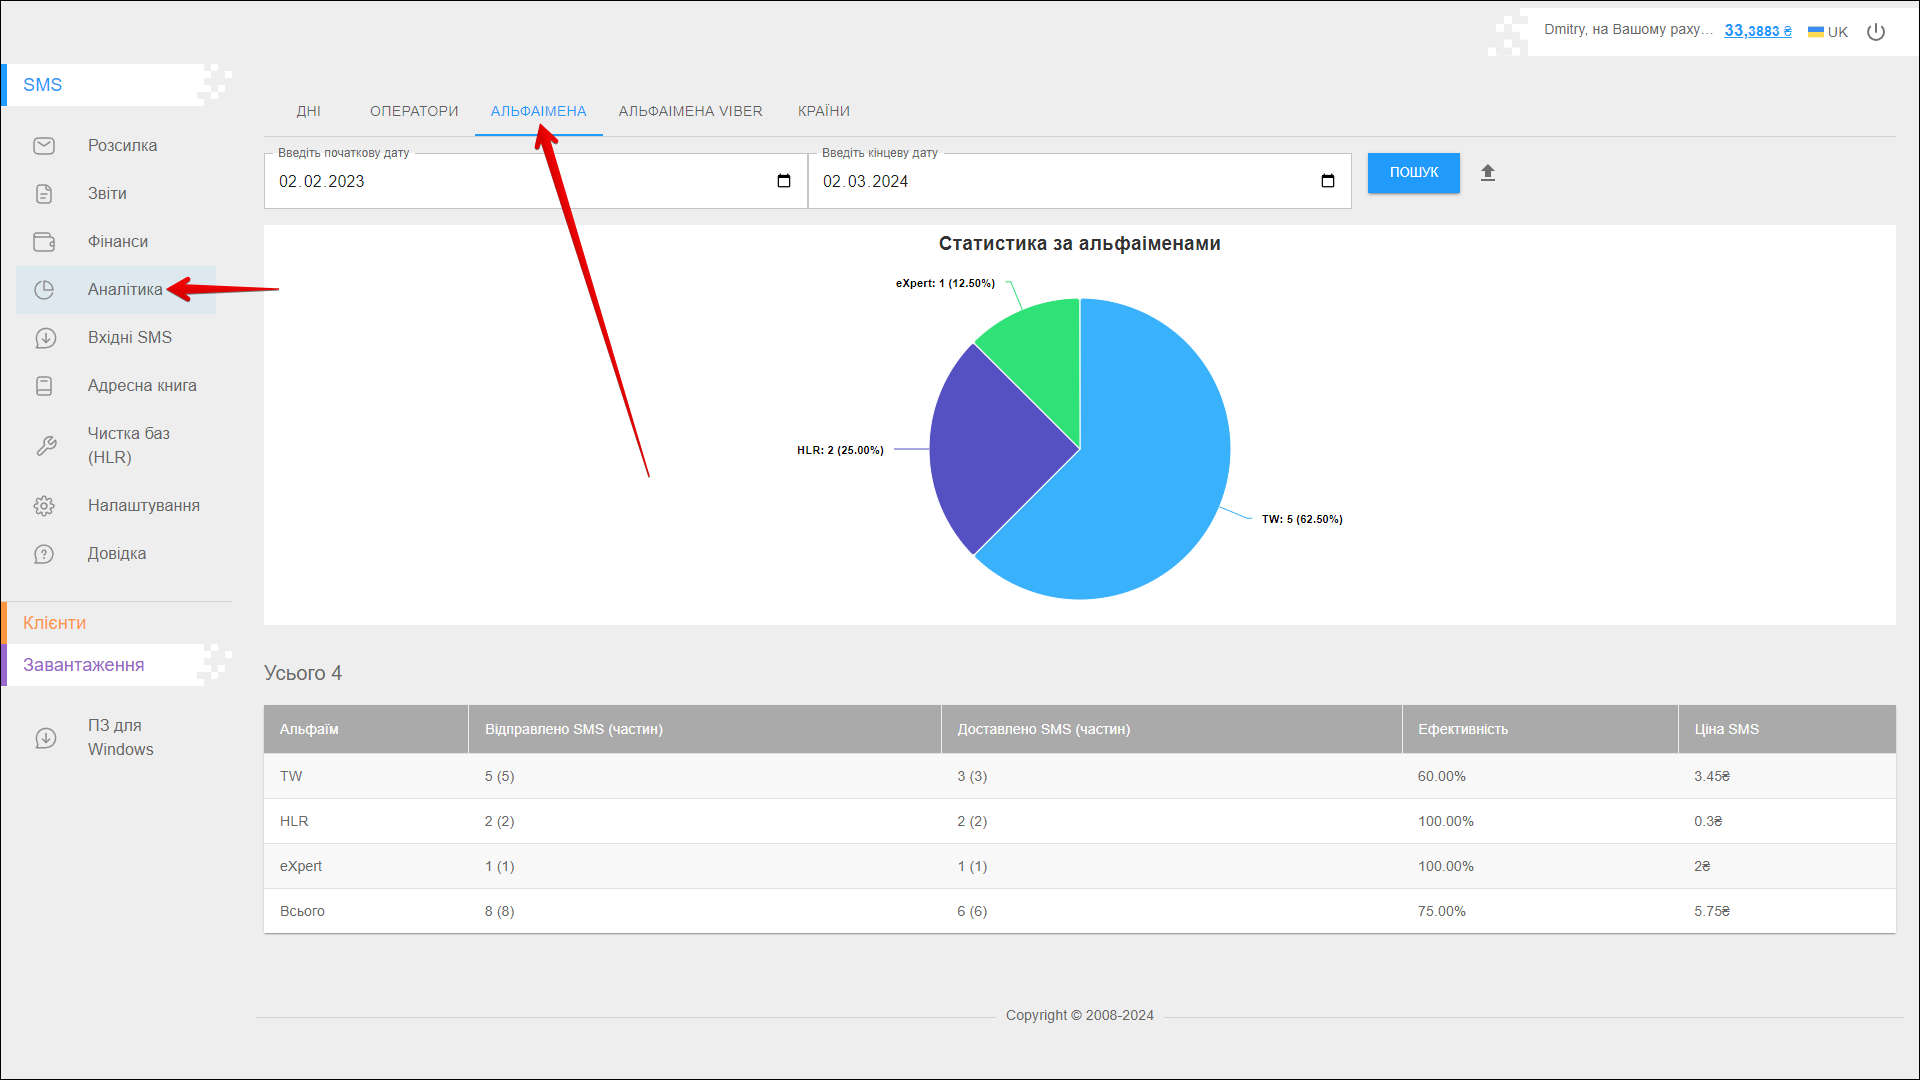 Dmitry, на Вашому раху... 33,3883 ₴ UK
SMS
Розсилка
Звіти
Фінанси
Аналітика
Вхідні SMS
Адресна книга
Чистка баз
(HLR)
Налаштування
Довідка
Клієнти
Завантаження
ПЗ для
Windows
ДНІ ОПЕРАТОРИ АЛЬФАІМЕНА АЛЬФАІМЕНА VIBER КРАЇНИ
Введіть початкову дату
02.02.2023
Введіть кінцеву дату
02.03.2024
ПОШУК
Статистика за альфаіменами
eXpert: 1 (12.50%)
HLR: 2 (25.00%)
TW: 5 (62.50%)
Усього 4
Альфаїм Відправлено SMS (частин) Доставлено SMS (частин) Ефективність Ціна SMS
TW 5 (5) 3 (3) 60.00% 3.45₴
HLR 2 (2) 2 (2) 100.00% 0.3₴
eXpert 1 (1) 1 (1) 100.00% 2₴
Всього 8 (8) 6 (6) 75.00% 5.75₴
Copyright © 2008-2024